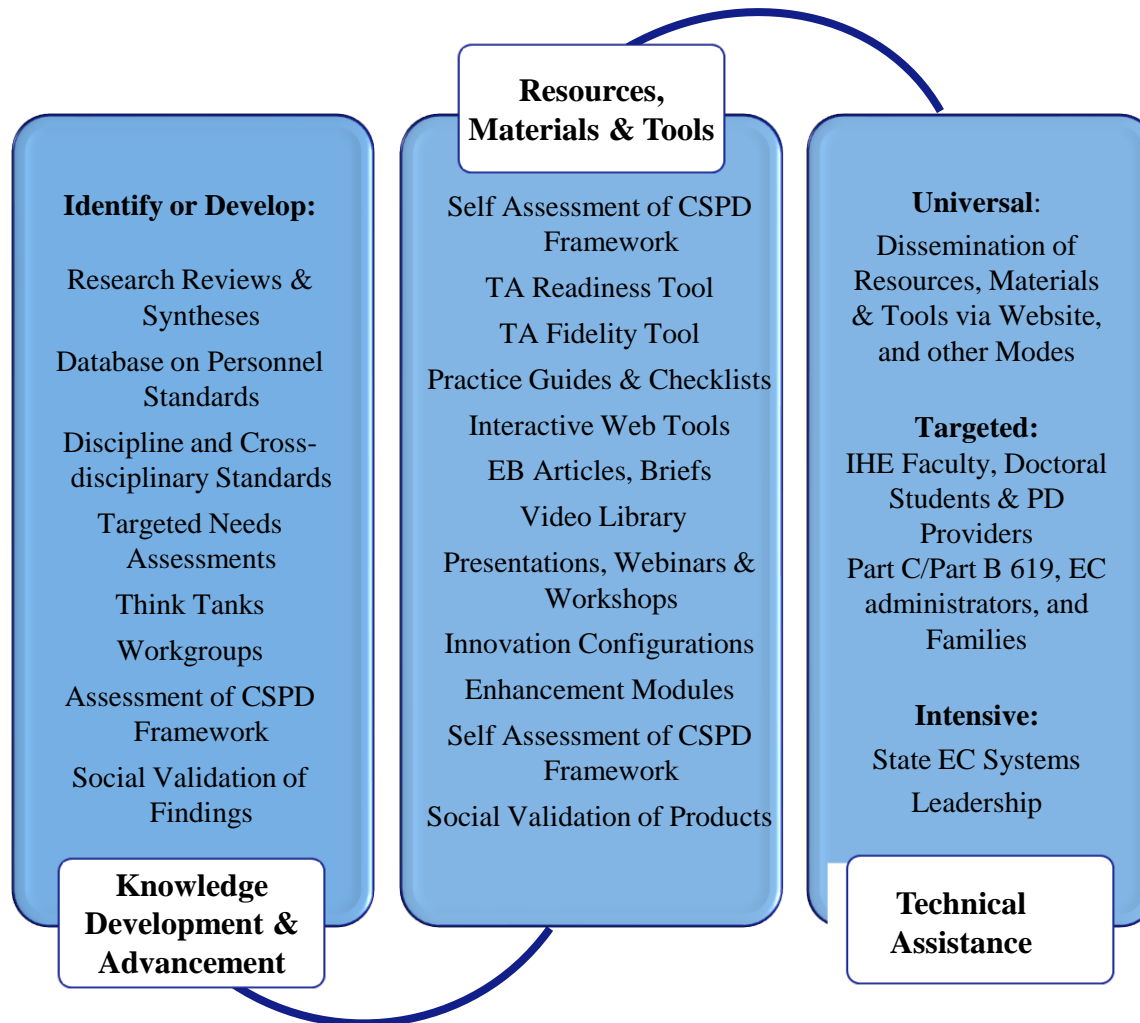 Identify or Develop:
Research Reviews &
Syntheses
Database on Personnel
Standards
Discipline and Cross-
disciplinary Standards
Targeted Needs
Assessments
Think Tanks
Workgroups
Assessment of CSPD
Framework
Social Validation of
Findings
Knowledge
Development &
Advancement
Resources,
Materials & Tools
Self Assessment of CSPD
Framework
TA Readiness Tool
TA Fidelity Tool
Practice Guides & Checklists
Interactive Web Tools
EB Articles, Briefs
Video Library
Presentations, Webinars &
Workshops
Innovation Configurations
Enhancement Modules
Self Assessment of CSPD
Framework
Social Validation of Products
Universal:
Dissemination of
Resources, Materials
& Tools via Website,
and other Modes
Targeted:
IHE Faculty, Doctoral
Students & PD
Providers
Part C/Part B 619, EC
administrators, and
Families
Intensive:
State EC Systems
Leadership
Technical
Assistance